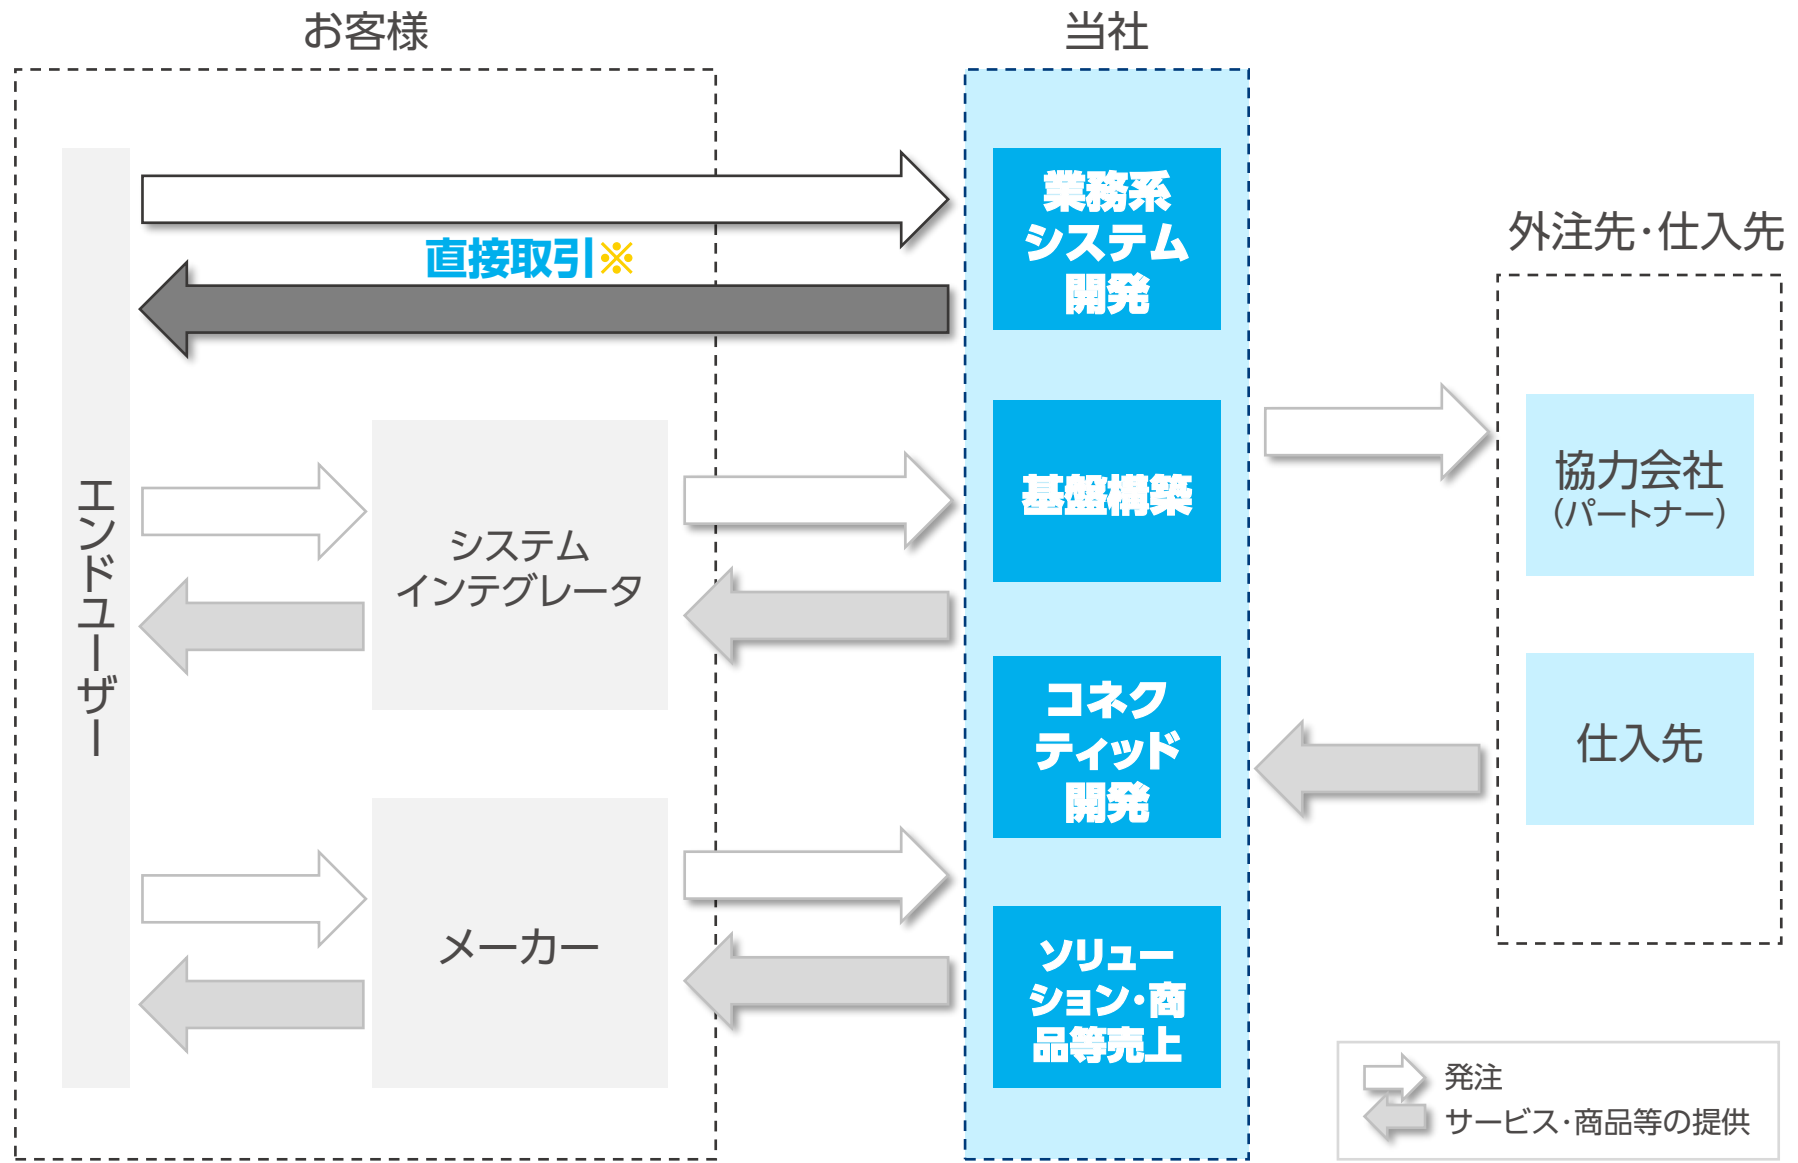 お客様
当社
外注先・仕入先
エンドユーザー
直接取引※
システム
インテグレータ
メーカー
業務系
システム
開発
基盤構築
コネク
ティッド
開発
ソリュー
ション・商
品等売上
協力会社
（パートナー）
仕入先
発注
サービス・商品等の提供